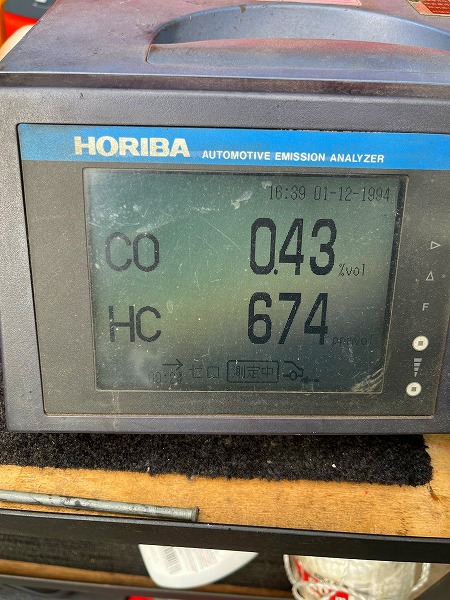 HORIBA AUTOMOTIVE EMISSION ANALYZER
16:39 01-12-1994
CO 0.43 %vol
HC 674 ppmvol
ゼロ 測定中
F